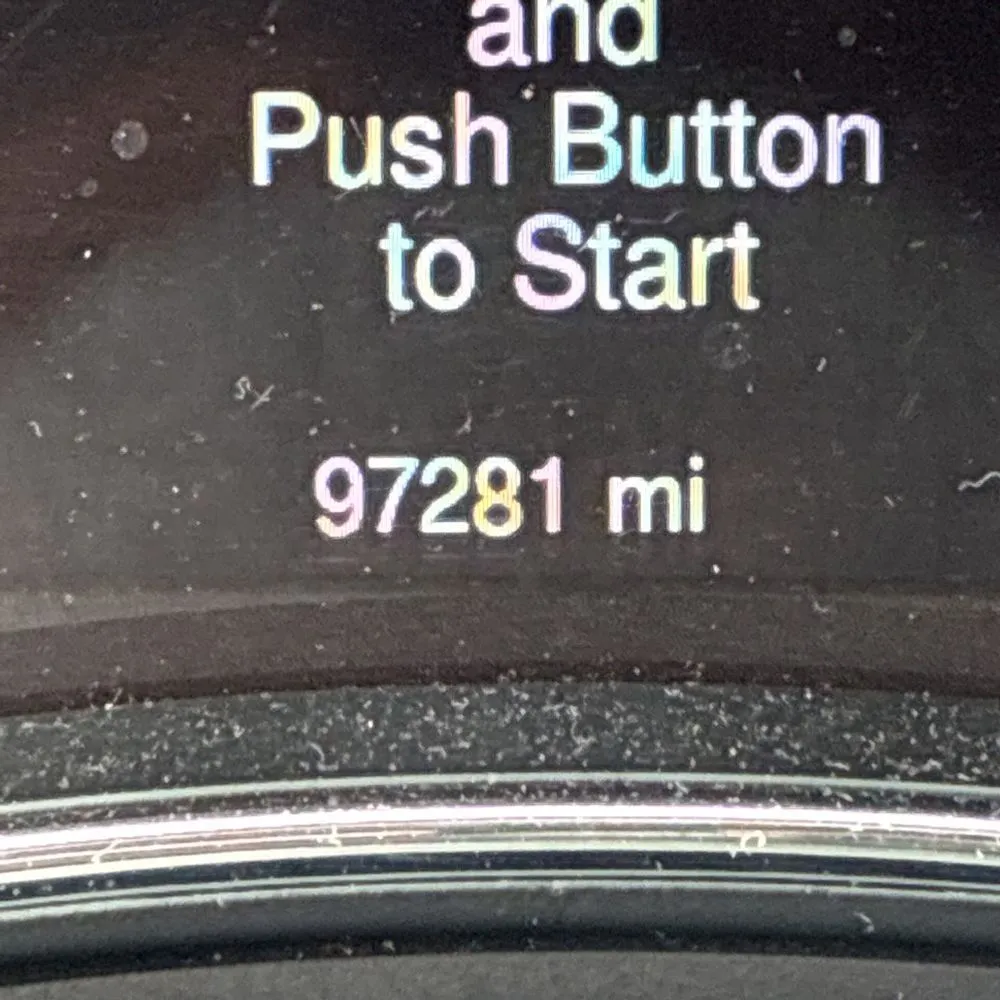 and
Push Button
to Start
97281 mi